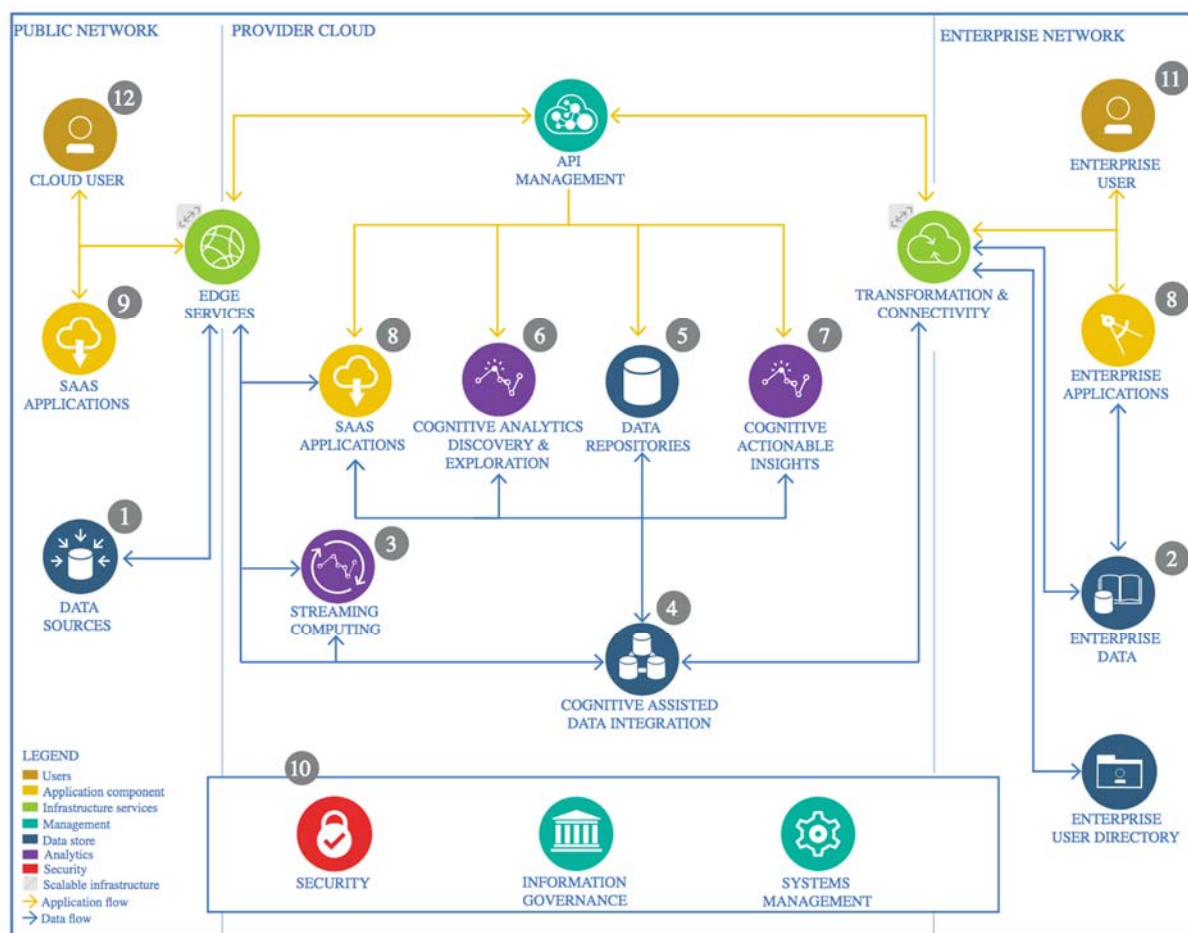 PUBLIC NETWORK
PROVIDER CLOUD
ENTERPRISE NETWORK
12
11
CLOUD USER
API
MANAGEMENT
ENTERPRISE
USER
EDGE
SERVICES
TRANSFORMATION &
CONNECTIVITY
9
8
6
5
7
8
SAAS
APPLICATIONS
SAAS
APPLICATIONS
COGNITIVE ANALYTICS
DISCOVERY &
EXPLORATION
DATA
REPOSITORIES
COGNITIVE
ACTIONABLE
INSIGHTS
ENTERPRISE
APPLICATIONS
1
3
4
2
DATA
SOURCES
STREAMING
COMPUTING
COGNITIVE ASSISTED
DATA INTEGRATION
ENTERPRISE
DATA
ENTERPRISE
USER DIRECTORY
LEGEND
Users
Application component
Infrastructure services
Management
Data store
Analytics
Security
Scalable infrastructure
Application flow
Data flow
10
SECURITY
INFORMATION
GOVERNANCE
SYSTEMS
MANAGEMENT